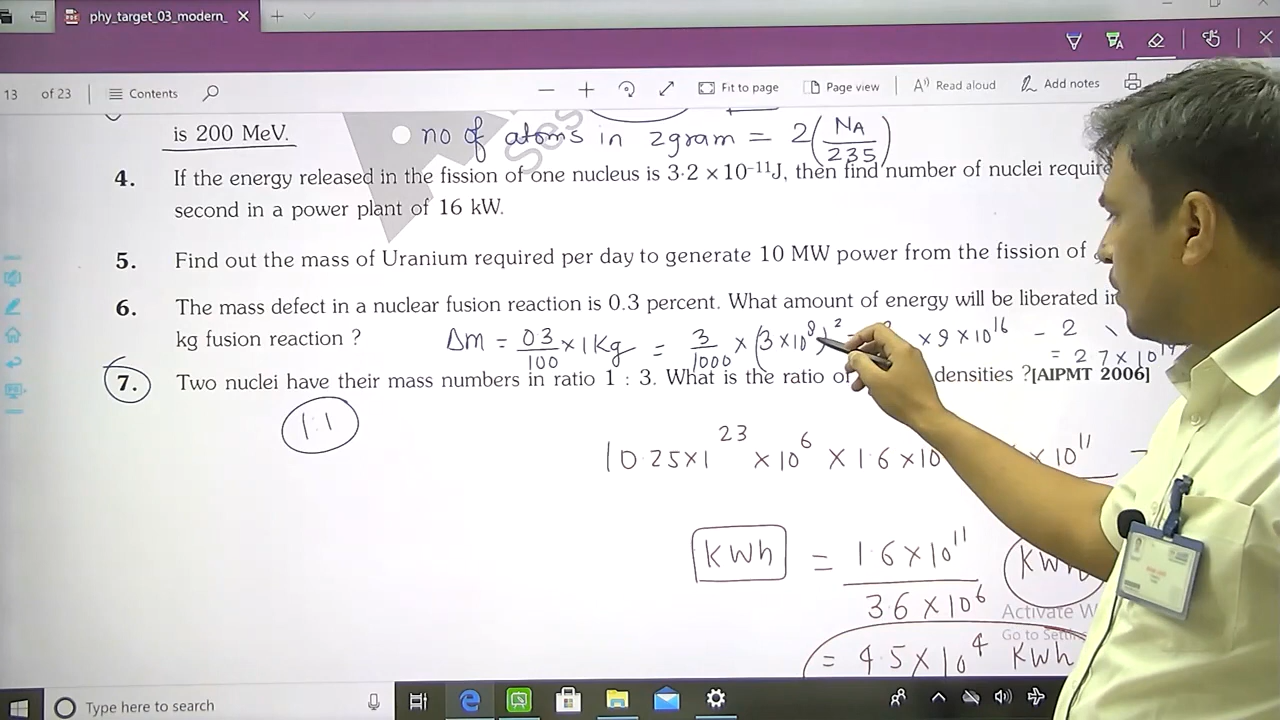 phy_target_03_modern_
13 of 23 Contents Fit to page Page view Read aloud Add notes
is 200 MeV. no of atoms in 2gram = 2(NA/235)
4. If the energy released in the fission of one nucleus is 3·2 × 10⁻¹¹J, then find number of nuclei
second in a power plant of 16 kW.
5. Find out the mass of Uranium required per day to generate 10 MW power from the fission of
6. The mass defect in a nuclear fusion reaction is 0.3 percent. What amount of energy will be liberated in
kg fusion reaction ? Δm = 0.3/100 × 1 Kg = 3/1000 × (3 × 10⁸)² × 9 × 10¹⁶
= 2.7 × 10¹⁴
7. Two nuclei have their mass numbers in ratio 1 : 3. What is the ratio of densities ?[AIPMT 2006]
1:1
10.25×1 ²³ × 10⁶ × 1.6 × 10 × 10¹¹
KWh = 1.6 × 10¹¹ / 3.6 × 10⁶ KWh
Activate W
Go to Setti
= 4.5 × 10⁴ KWh
Type here to search